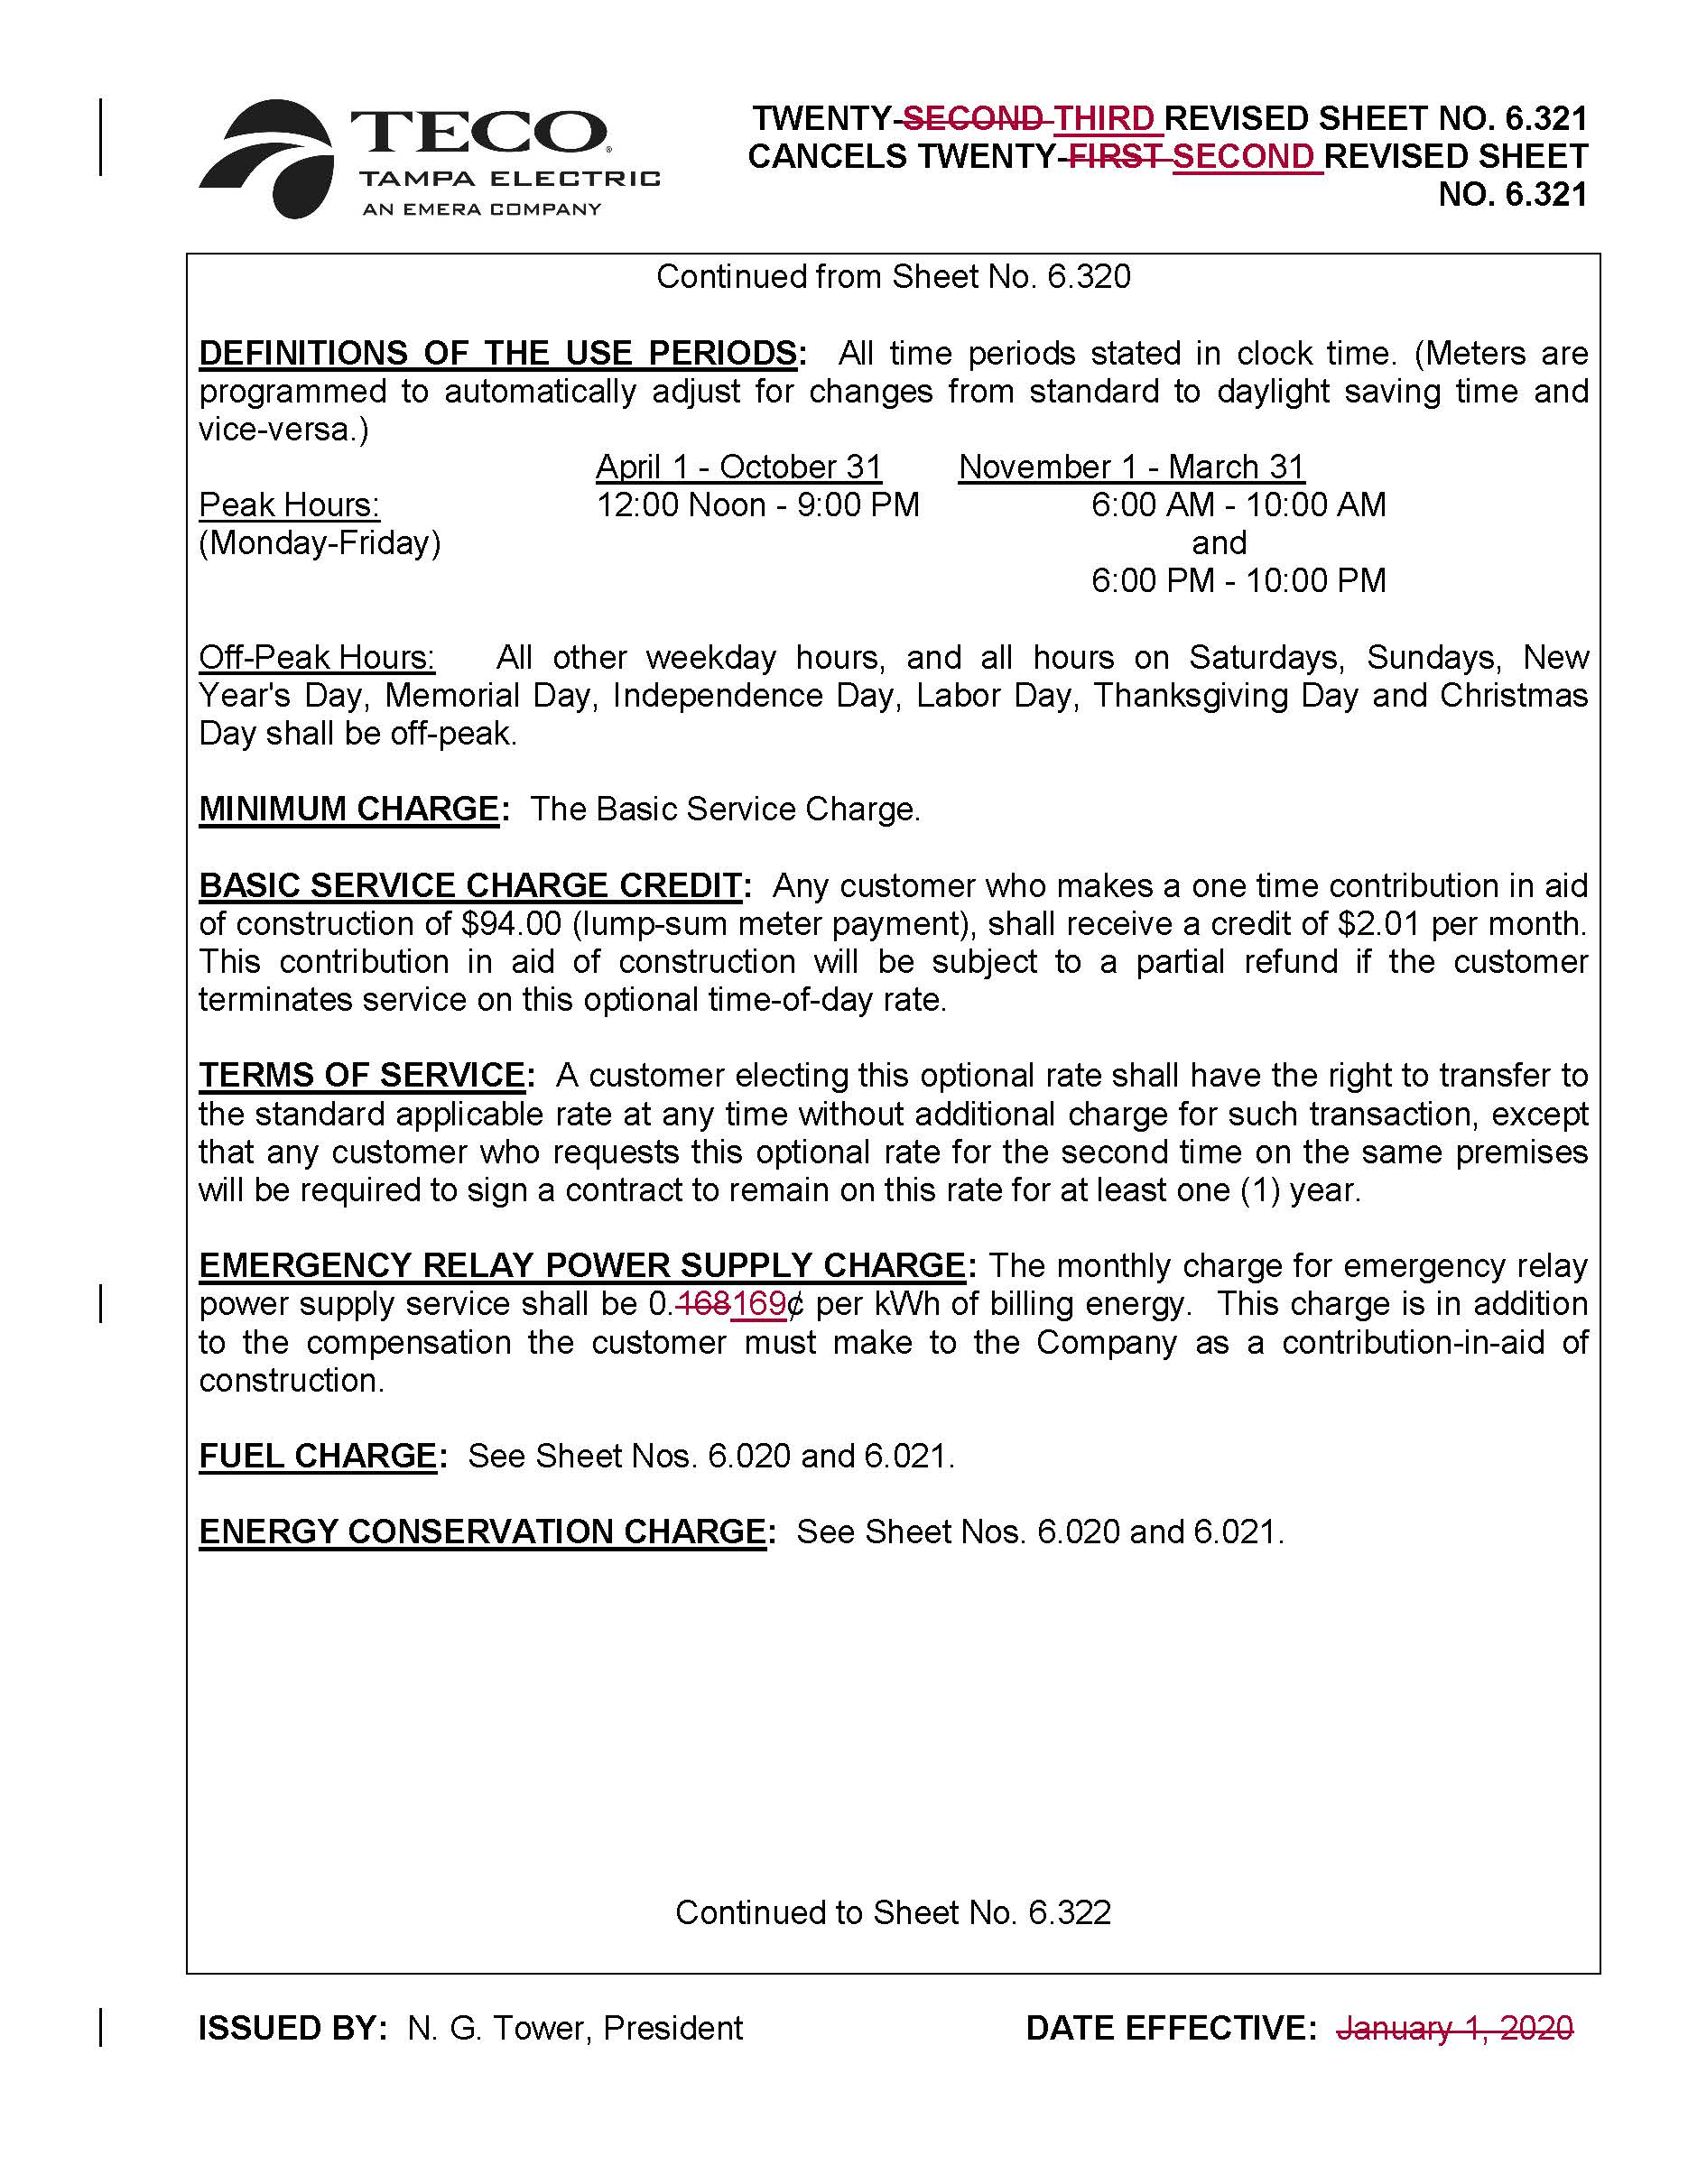 TECO®
TAMPA ELECTRIC
AN EMERA COMPANY
TWENTY-SECOND THIRD REVISED SHEET NO. 6.321
CANCELS TWENTY-FIRST SECOND REVISED SHEET
NO. 6.321
Continued from Sheet No. 6.320
DEFINITIONS OF THE USE PERIODS: All time periods stated in clock time. (Meters are
programmed to automatically adjust for changes from standard to daylight saving time and
vice-versa.)
April 1 - October 31 November 1 - March 31
Peak Hours: 12:00 Noon - 9:00 PM 6:00 AM - 10:00 AM
(Monday-Friday) and
6:00 PM - 10:00 PM
Off-Peak Hours: All other weekday hours, and all hours on Saturdays, Sundays, New
Year's Day, Memorial Day, Independence Day, Labor Day, Thanksgiving Day and Christmas
Day shall be off-peak.
MINIMUM CHARGE: The Basic Service Charge.
BASIC SERVICE CHARGE CREDIT: Any customer who makes a one time contribution in aid
of construction of $94.00 (lump-sum meter payment), shall receive a credit of $2.01 per month.
This contribution in aid of construction will be subject to a partial refund if the customer
terminates service on this optional time-of-day rate.
TERMS OF SERVICE: A customer electing this optional rate shall have the right to transfer to
the standard applicable rate at any time without additional charge for such transaction, except
that any customer who requests this optional rate for the second time on the same premises
will be required to sign a contract to remain on this rate for at least one (1) year.
EMERGENCY RELAY POWER SUPPLY CHARGE: The monthly charge for emergency relay
power supply service shall be 0.168169¢ per kWh of billing energy. This charge is in addition
to the compensation the customer must make to the Company as a contribution-in-aid of
construction.
FUEL CHARGE: See Sheet Nos. 6.020 and 6.021.
ENERGY CONSERVATION CHARGE: See Sheet Nos. 6.020 and 6.021.
Continued to Sheet No. 6.322
ISSUED BY: N. G. Tower, President DATE EFFECTIVE: January 1, 2020